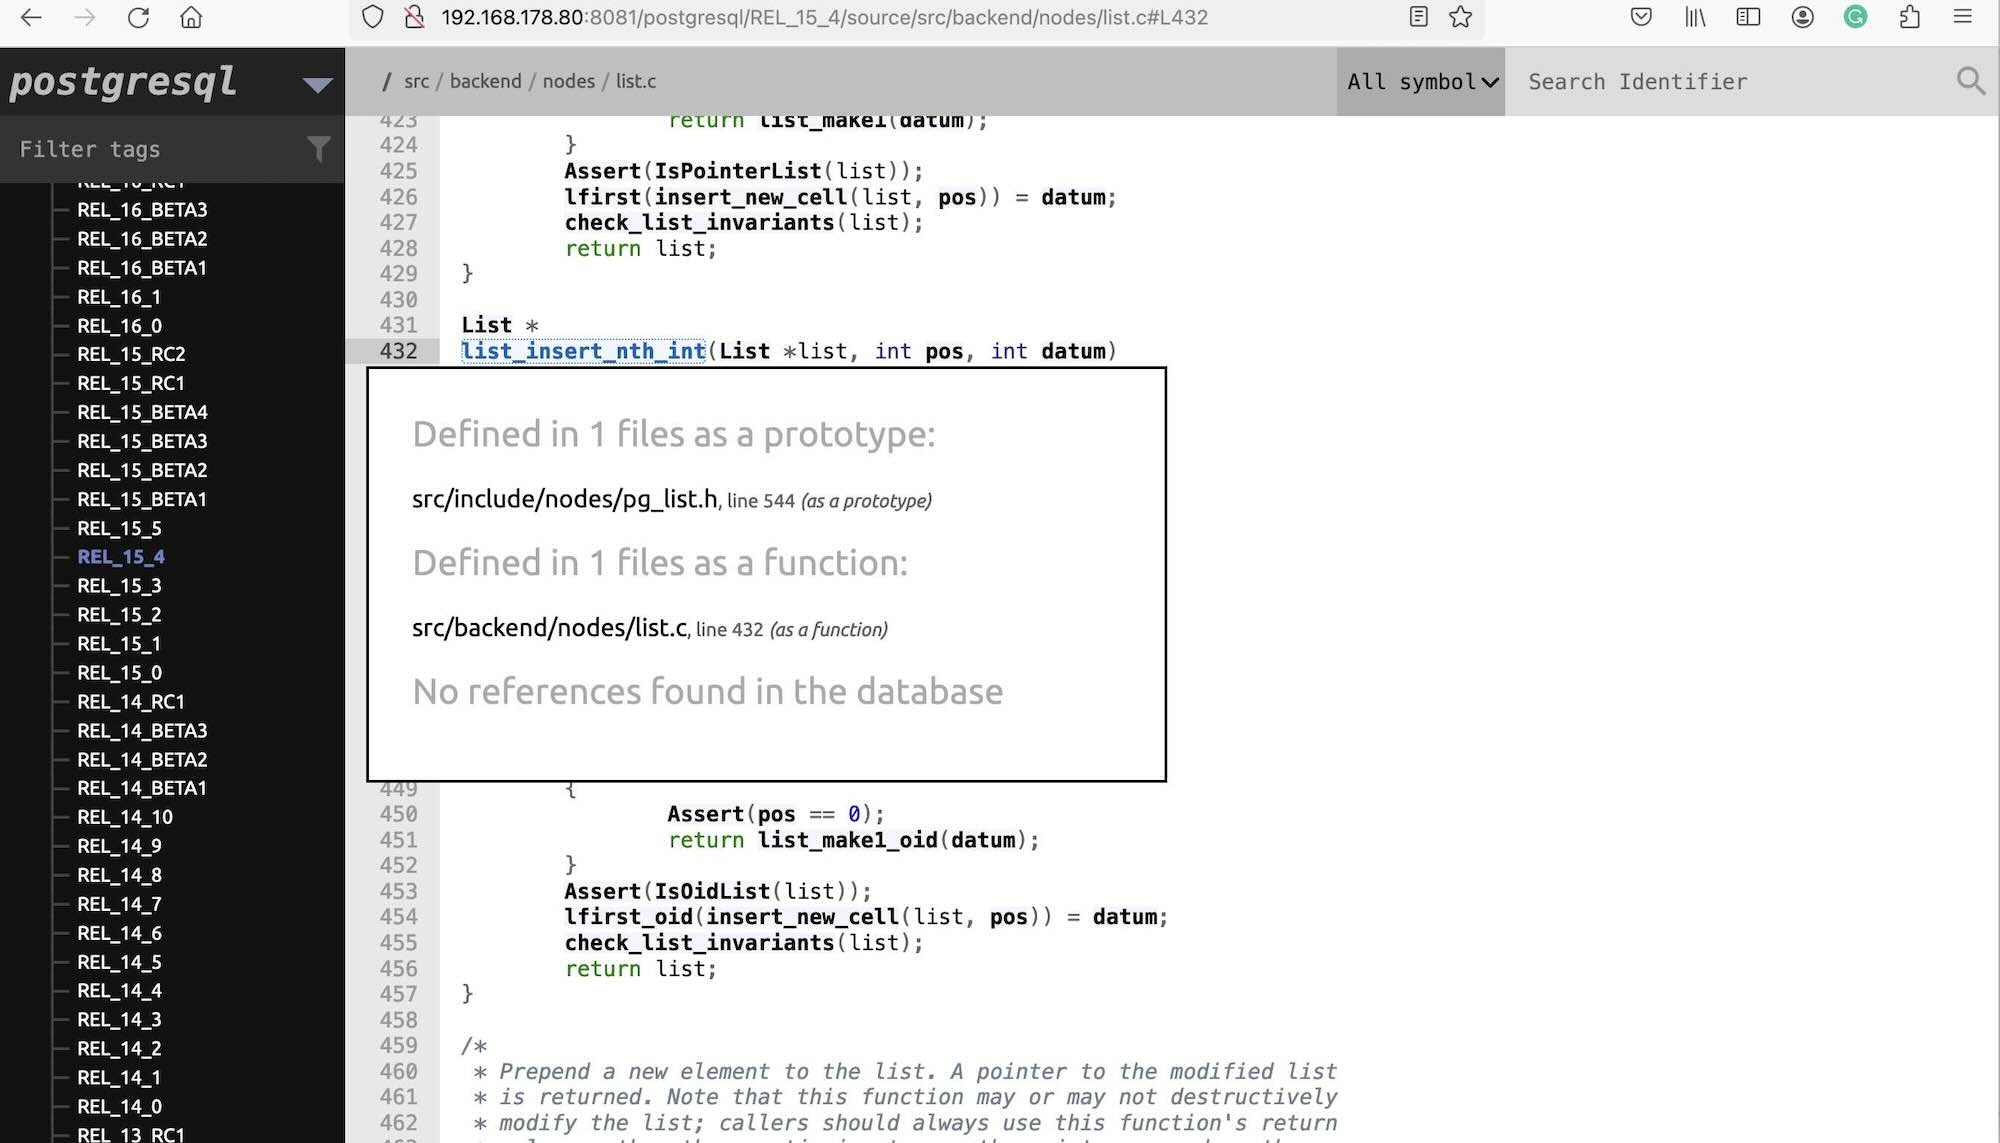 192.168.178.80:8081/postgresql/REL_15_4/source/src/backend/nodes/list.c#L432
postgresql
Filter tags
REL_16_RC1
REL_16_BETA3
REL_16_BETA2
REL_16_BETA1
REL_16_1
REL_16_0
REL_15_RC2
REL_15_RC1
REL_15_BETA4
REL_15_BETA3
REL_15_BETA2
REL_15_BETA1
REL_15_5
REL_15_4
REL_15_3
REL_15_2
REL_15_1
REL_15_0
REL_14_RC1
REL_14_BETA3
REL_14_BETA2
REL_14_BETA1
REL_14_10
REL_14_9
REL_14_8
REL_14_7
REL_14_6
REL_14_5
REL_14_4
REL_14_3
REL_14_2
REL_14_1
REL_14_0
REL_13_RC1
/ src / backend / nodes / list.c
All symbol
Search Identifier
423 return list_make1(datum);
424 }
425 Assert(IsPointerList(list));
426 lfirst(insert_new_cell(list, pos)) = datum;
427 check_list_invariants(list);
428 return list;
429 }
430
431 List *
432 list_insert_nth_int(List *list, int pos, int datum)
Defined in 1 files as a prototype:
src/include/nodes/pg_list.h, line 544 (as a prototype)
Defined in 1 files as a function:
src/backend/nodes/list.c, line 432 (as a function)
No references found in the database
449 {
450 Assert(pos == 0);
451 return list_make1_oid(datum);
452 }
453 Assert(IsOidList(list));
454 lfirst_oid(insert_new_cell(list, pos)) = datum;
455 check_list_invariants(list);
456 return list;
457 }
458
459 /*
460 * Prepend a new element to the list. A pointer to the modified list
461 * is returned. Note that this function may or may not destructively
462 * modify the list; callers should always use this function's return